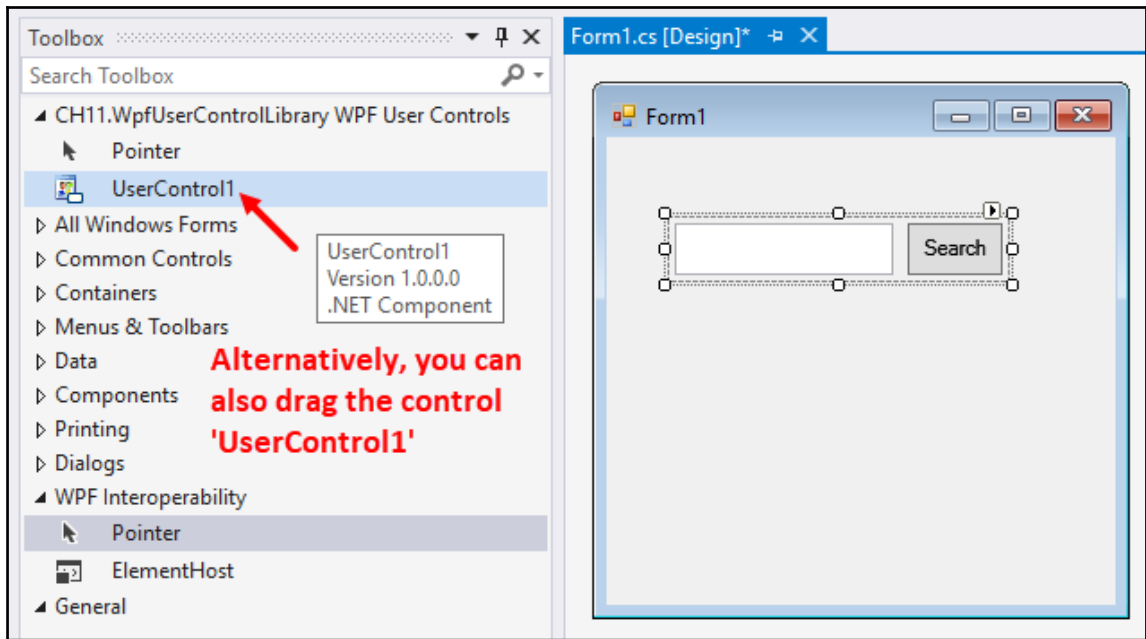 Toolbox
Search Toolbox
CH11.WpfUserControlLibrary WPF User Controls
Pointer
UserControl1
All Windows Forms
Common Controls
Containers
Menus & Toolbars
Data
Components
Printing
Dialogs
WPF Interoperability
Pointer
ElementHost
General
UserControl1
Version 1.0.0.0
.NET Component
Alternatively, you can
also drag the control
'UserControl1'
Form1.cs [Design]*
Form1
Search